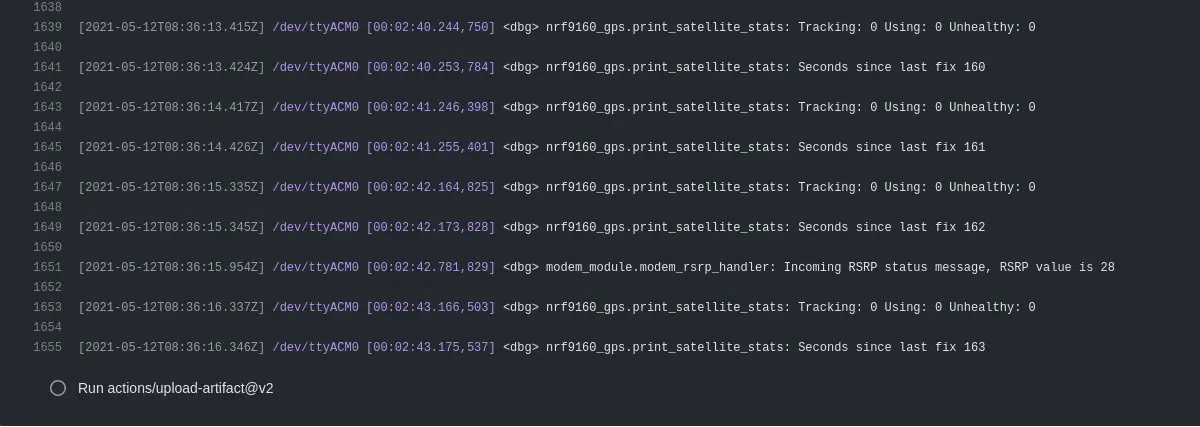 1638
1639 [2021-05-12T08:36:13.415Z] /dev/ttyACM0 [00:02:40.244,750] <dbg> nrf9160_gps.print_satellite_stats: Tracking: 0 Using: 0 Unhealthy: 0
1640
1641 [2021-05-12T08:36:13.424Z] /dev/ttyACM0 [00:02:40.253,784] <dbg> nrf9160_gps.print_satellite_stats: Seconds since last fix 160
1642
1643 [2021-05-12T08:36:14.417Z] /dev/ttyACM0 [00:02:41.246,398] <dbg> nrf9160_gps.print_satellite_stats: Tracking: 0 Using: 0 Unhealthy: 0
1644
1645 [2021-05-12T08:36:14.426Z] /dev/ttyACM0 [00:02:41.255,401] <dbg> nrf9160_gps.print_satellite_stats: Seconds since last fix 161
1646
1647 [2021-05-12T08:36:15.335Z] /dev/ttyACM0 [00:02:42.164,825] <dbg> nrf9160_gps.print_satellite_stats: Tracking: 0 Using: 0 Unhealthy: 0
1648
1649 [2021-05-12T08:36:15.345Z] /dev/ttyACM0 [00:02:42.173,828] <dbg> nrf9160_gps.print_satellite_stats: Seconds since last fix 162
1650
1651 [2021-05-12T08:36:15.954Z] /dev/ttyACM0 [00:02:42.781,829] <dbg> modem_module.modem_rsrp_handler: Incoming RSRP status message, RSRP value is 28
1652
1653 [2021-05-12T08:36:16.337Z] /dev/ttyACM0 [00:02:43.166,503] <dbg> nrf9160_gps.print_satellite_stats: Tracking: 0 Using: 0 Unhealthy: 0
1654
1655 [2021-05-12T08:36:16.346Z] /dev/ttyACM0 [00:02:43.175,537] <dbg> nrf9160_gps.print_satellite_stats: Seconds since last fix 163
Run actions/upload-artifact@v2